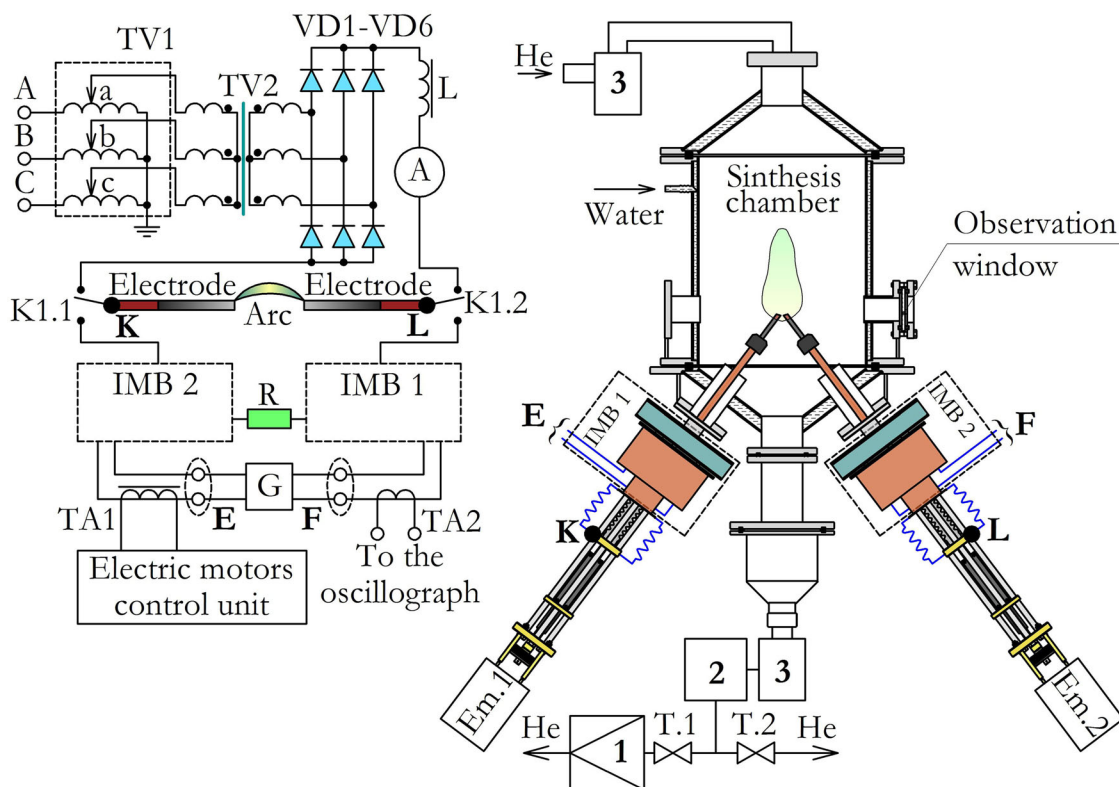 TV1
VD1-VD6
TV2
A
a
B
b
C
c
L
A
Electrode
Electrode
Arc
K1.1
K
L
K1.2
IMB 2
R
IMB 1
G
TA1
E
F
TA2
Electric motors
control unit
To the
oscillograph
He
3
Water
Sinthesis
chamber
Observation
window
E
IMB 1
IMB 2
F
K
L
Em.1
Em.2
2
3
He
1
T.1
T.2
He